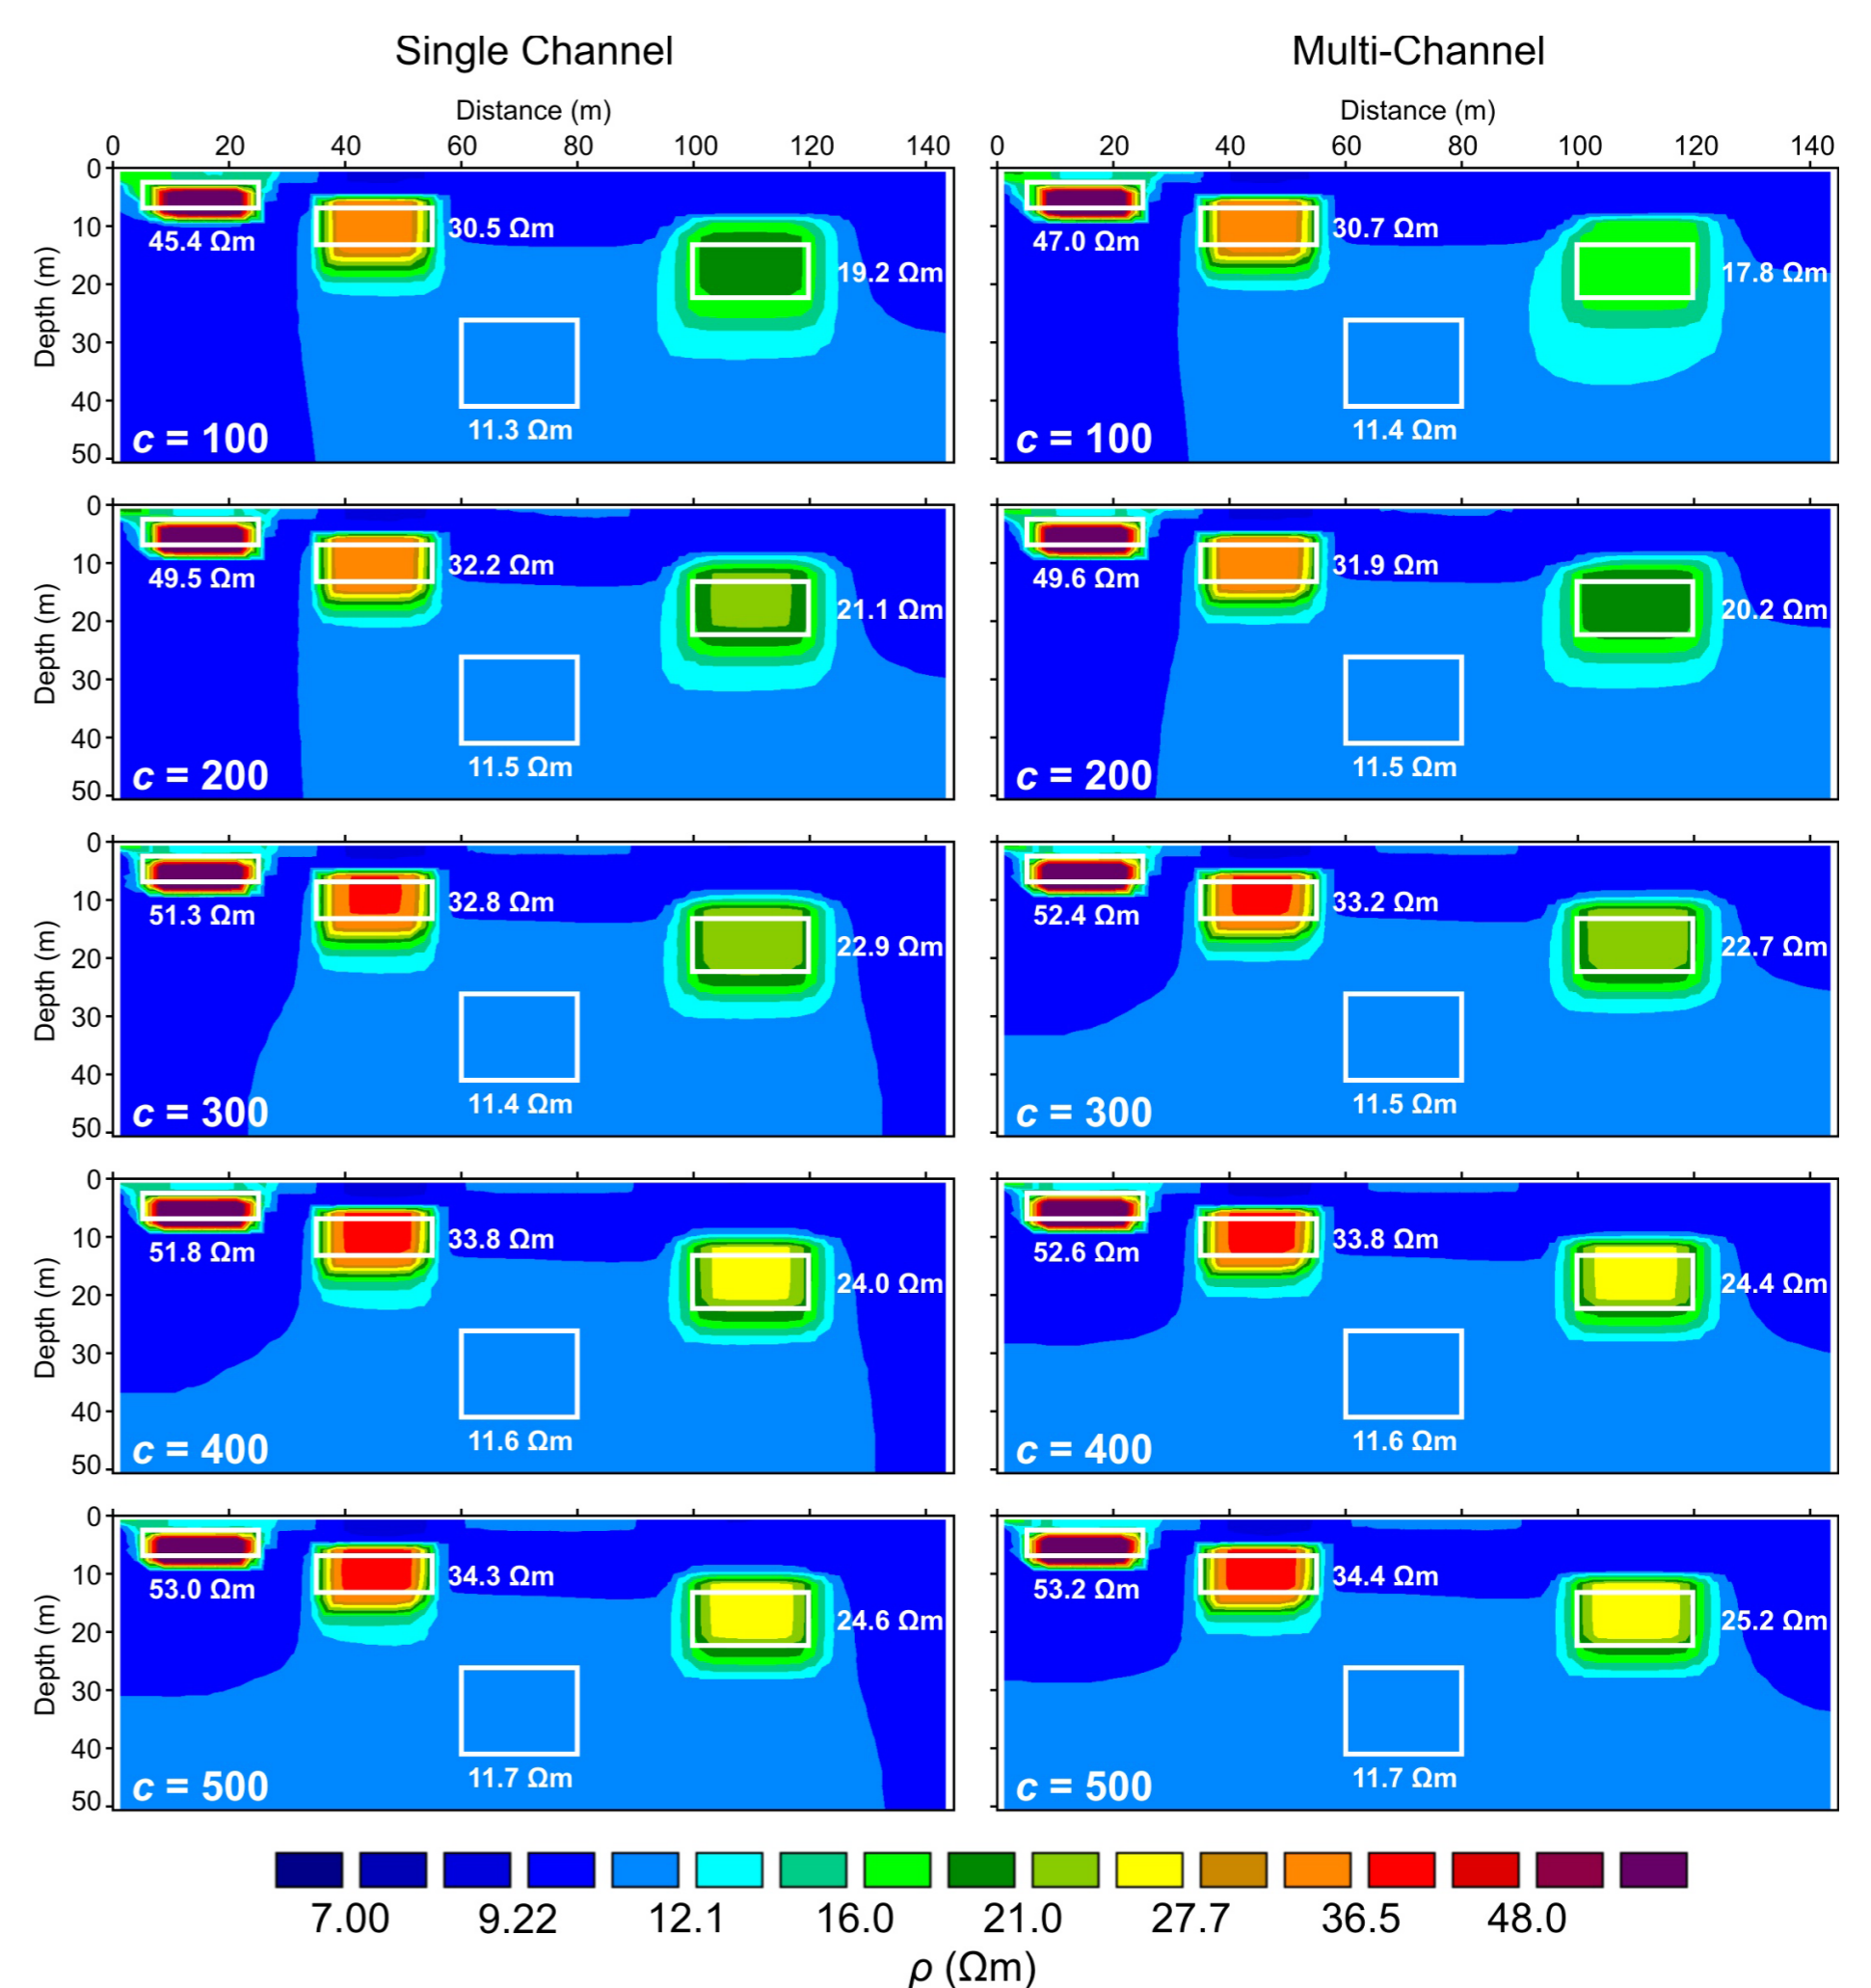 Single Channel Multi-Channel
Distance (m) Distance (m)
0 20 40 60 80 100 120 140 0 20 40 60 80 100 120 140
0
10
20
30
40
50
Depth (m)
45.4 Ωm 30.5 Ωm 19.2 Ωm 11.3 Ωm
c = 100
47.0 Ωm 30.7 Ωm 17.8 Ωm 11.4 Ωm
c = 100
0
10
20
30
40
50
Depth (m)
49.5 Ωm 32.2 Ωm 21.1 Ωm 11.5 Ωm
c = 200
49.6 Ωm 31.9 Ωm 20.2 Ωm 11.5 Ωm
c = 200
0
10
20
30
40
50
Depth (m)
51.3 Ωm 32.8 Ωm 22.9 Ωm 11.4 Ωm
c = 300
52.4 Ωm 33.2 Ωm 22.7 Ωm 11.5 Ωm
c = 300
0
10
20
30
40
50
Depth (m)
51.8 Ωm 33.8 Ωm 24.0 Ωm 11.6 Ωm
c = 400
52.6 Ωm 33.8 Ωm 24.4 Ωm 11.6 Ωm
c = 400
0
10
20
30
40
50
Depth (m)
53.0 Ωm 34.3 Ωm 24.6 Ωm 11.7 Ωm
c = 500
53.2 Ωm 34.4 Ωm 25.2 Ωm 11.7 Ωm
c = 500
7.00 9.22 12.1 16.0 21.0 27.7 36.5 48.0
ρ (Ωm)